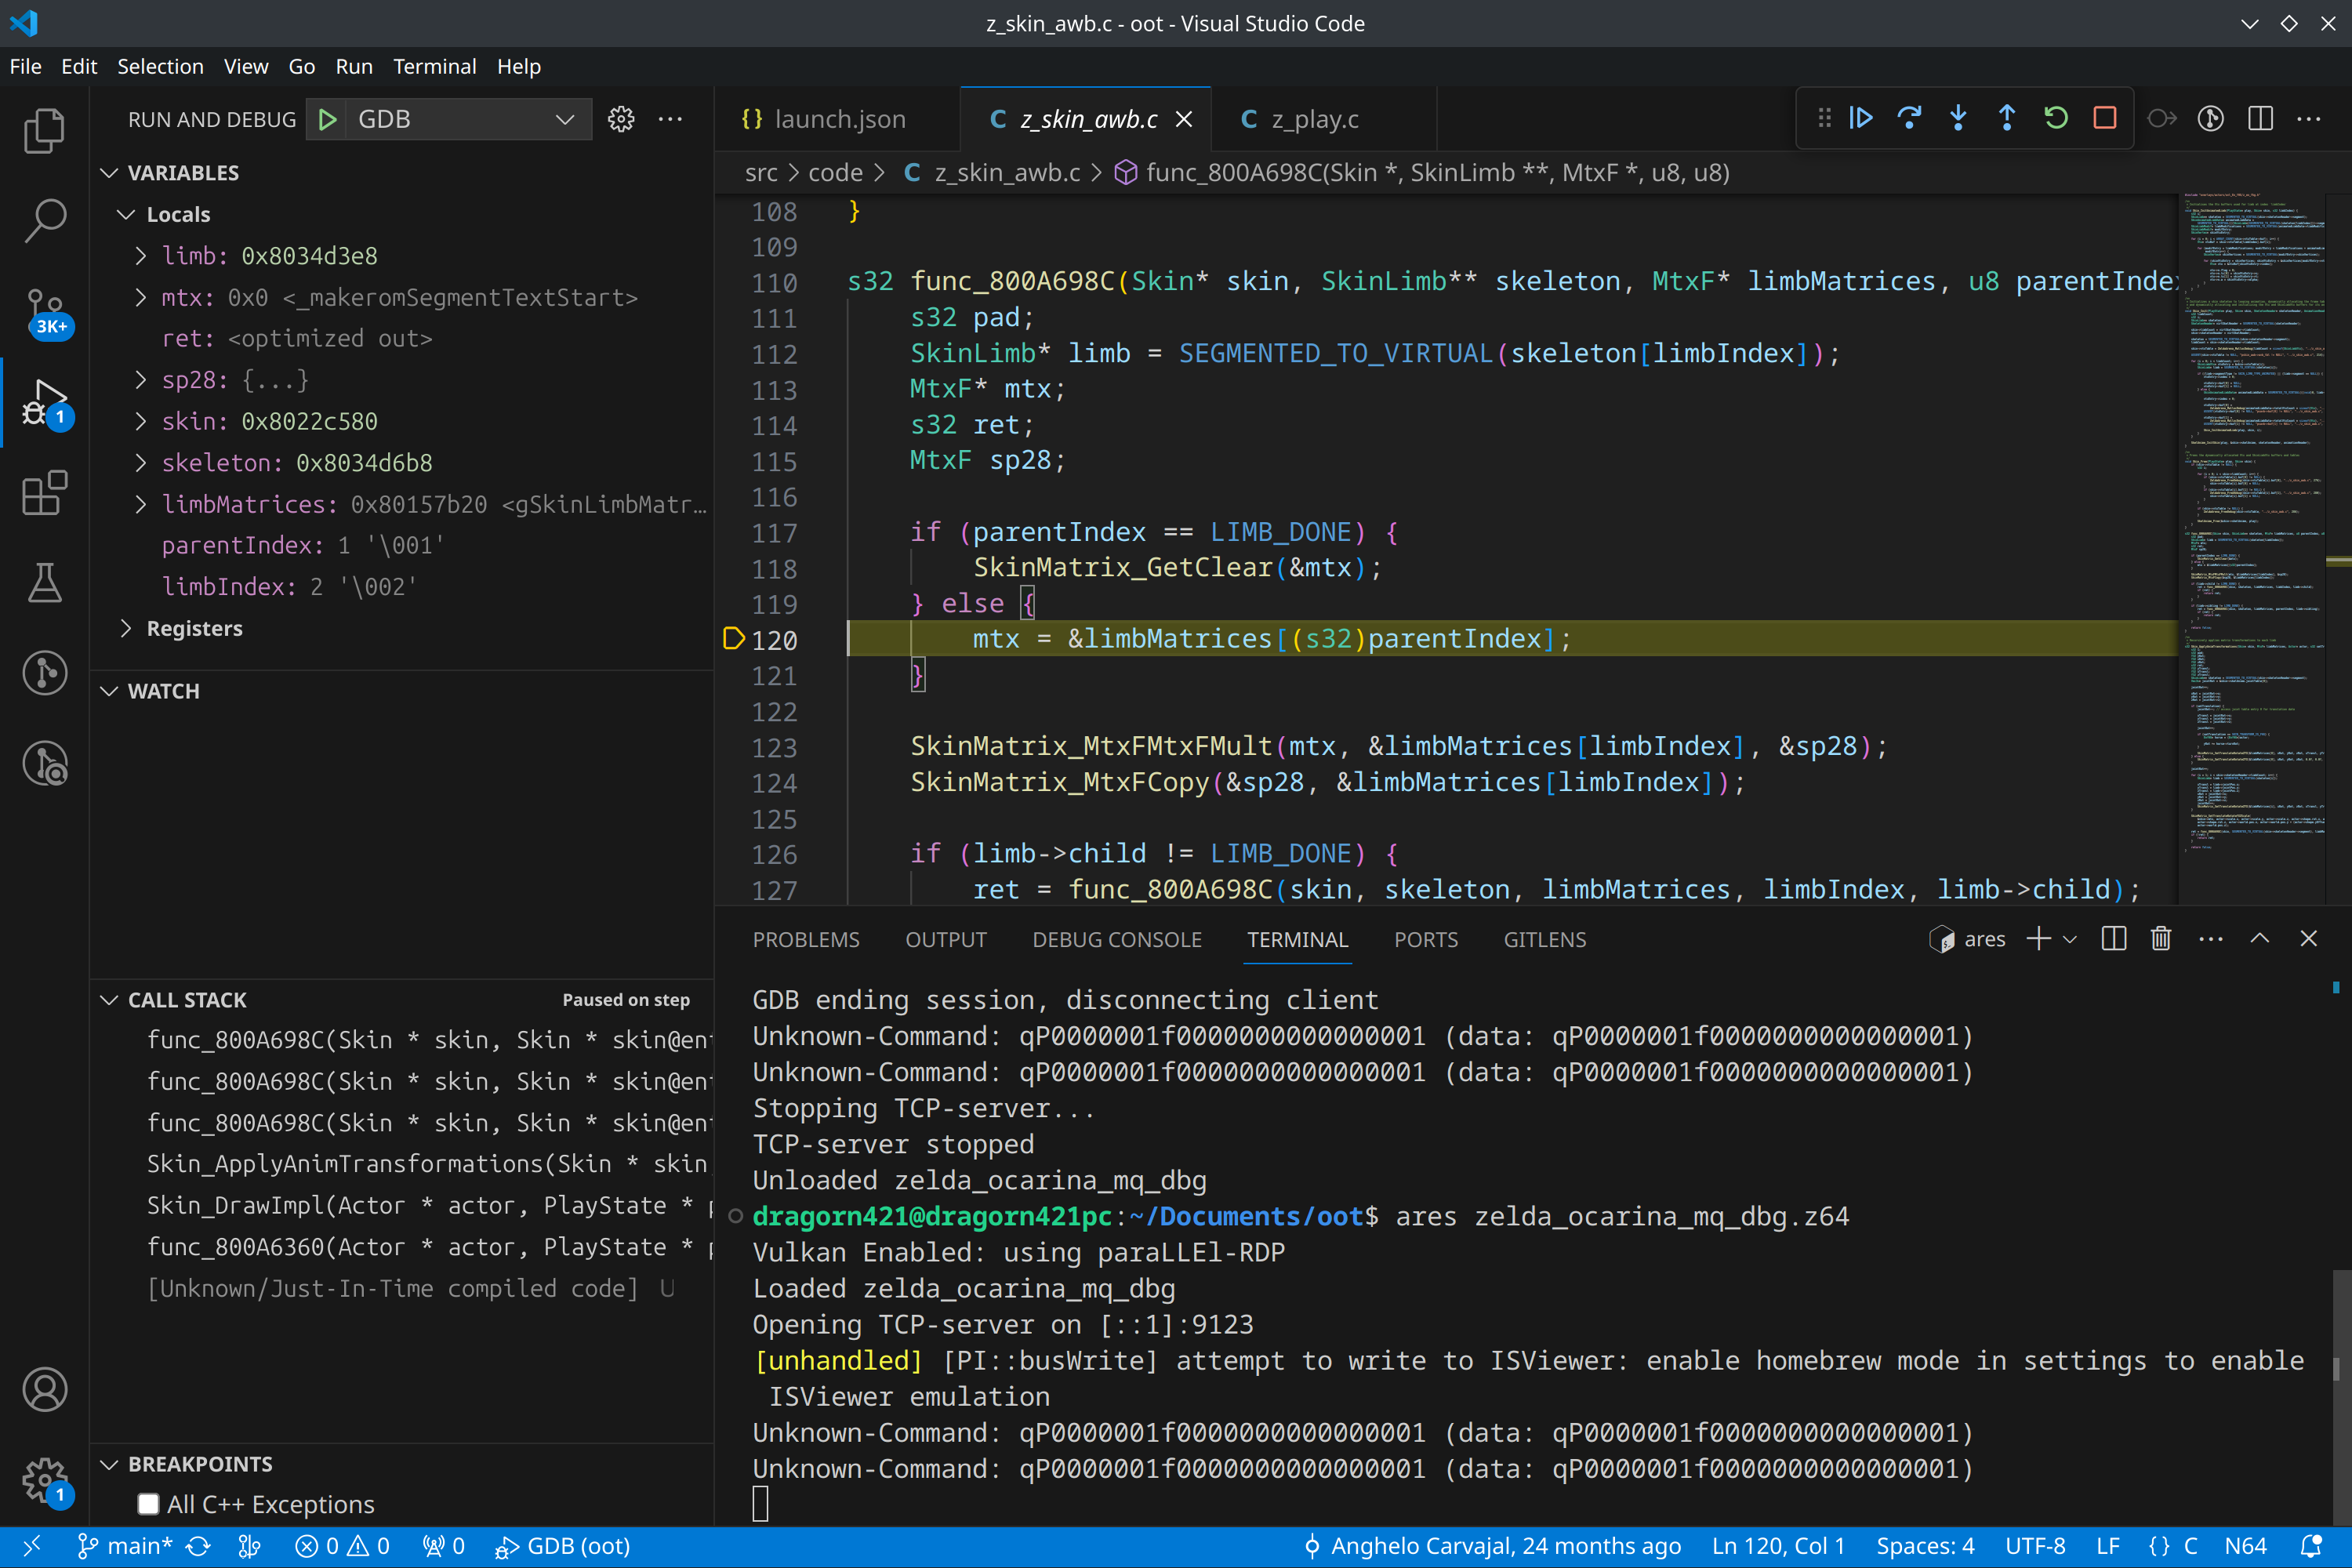 z_skin_awb.c - oot - Visual Studio Code
File Edit Selection View Go Run Terminal Help
RUN AND DEBUG GDB
VARIABLES
Locals
limb: 0x8034d3e8
mtx: 0x0 <_makeromSegmentTextStart>
ret: <optimized out>
sp28: {...}
skin: 0x8022c580
skeleton: 0x8034d6b8
limbMatrices: 0x80157b20 <gSkinLimbMatr…
parentIndex: 1 '\001'
limbIndex: 2 '\002'
Registers
WATCH
CALL STACK Paused on step
func_800A698C(Skin * skin, Skin * skin@en
func_800A698C(Skin * skin, Skin * skin@en
func_800A698C(Skin * skin, Skin * skin@en
Skin_ApplyAnimTransformations(Skin * skin
Skin_DrawImpl(Actor * actor, PlayState * p
func_800A6360(Actor * actor, PlayState * p
[Unknown/Just-In-Time compiled code] U
BREAKPOINTS
All C++ Exceptions
3K+
1
1
{} launch.json C z_skin_awb.c C z_play.c
src > code > C z_skin_awb.c > func_800A698C(Skin *, SkinLimb **, MtxF *, u8, u8)
108 }
109
110 s32 func_800A698C(Skin* skin, SkinLimb** skeleton, MtxF* limbMatrices, u8 parentIndex
111 s32 pad;
112 SkinLimb* limb = SEGMENTED_TO_VIRTUAL(skeleton[limbIndex]);
113 MtxF* mtx;
114 s32 ret;
115 MtxF sp28;
116
117 if (parentIndex == LIMB_DONE) {
118 SkinMatrix_GetClear(&mtx);
119 } else {
120 mtx = &limbMatrices[(s32)parentIndex];
121 }
122
123 SkinMatrix_MtxFMtxFMult(mtx, &limbMatrices[limbIndex], &sp28);
124 SkinMatrix_MtxFCopy(&sp28, &limbMatrices[limbIndex]);
125
126 if (limb->child != LIMB_DONE) {
127 ret = func_800A698C(skin, skeleton, limbMatrices, limbIndex, limb->child);
PROBLEMS OUTPUT DEBUG CONSOLE TERMINAL PORTS GITLENS ares
GDB ending session, disconnecting client
Unknown-Command: qP0000001f0000000000000001 (data: qP0000001f0000000000000001)
Unknown-Command: qP0000001f0000000000000001 (data: qP0000001f0000000000000001)
Stopping TCP-server...
TCP-server stopped
Unloaded zelda_ocarina_mq_dbg
dragorn421@dragorn421pc:~/Documents/oot$ ares zelda_ocarina_mq_dbg.z64
Vulkan Enabled: using paraLLEl-RDP
Loaded zelda_ocarina_mq_dbg
Opening TCP-server on [::1]:9123
[unhandled] [PI::busWrite] attempt to write to ISViewer: enable homebrew mode in settings to enable
ISViewer emulation
Unknown-Command: qP0000001f0000000000000001 (data: qP0000001f0000000000000001)
Unknown-Command: qP0000001f0000000000000001 (data: qP0000001f0000000000000001)
main* 0 0 0 GDB (oot) Anghelo Carvajal, 24 months ago Ln 120, Col 1 Spaces: 4 UTF-8 LF {} C N64